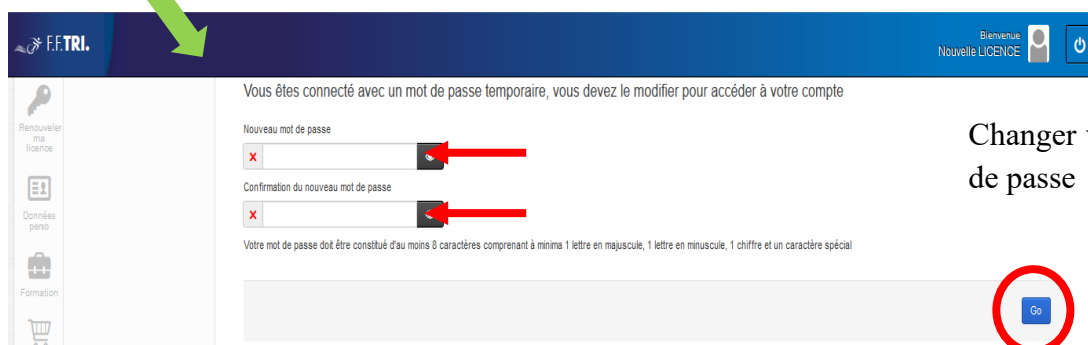 F.F.TRI.
Bienvenue
Nouvelle LICENCE
Vous êtes connecté avec un mot de passe temporaire, vous devez le modifier pour accéder à votre compte
Renouveler
ma
licence
Nouveau mot de passe
Changer
de passe
Données
perso
Confirmation du nouveau mot de passe
Votre mot de passe doit être constitué d'au moins 8 caractères comprenant à minima 1 lettre en majuscule, 1 lettre en minuscule, 1 chiffre et un caractère spécial
Formation
Go